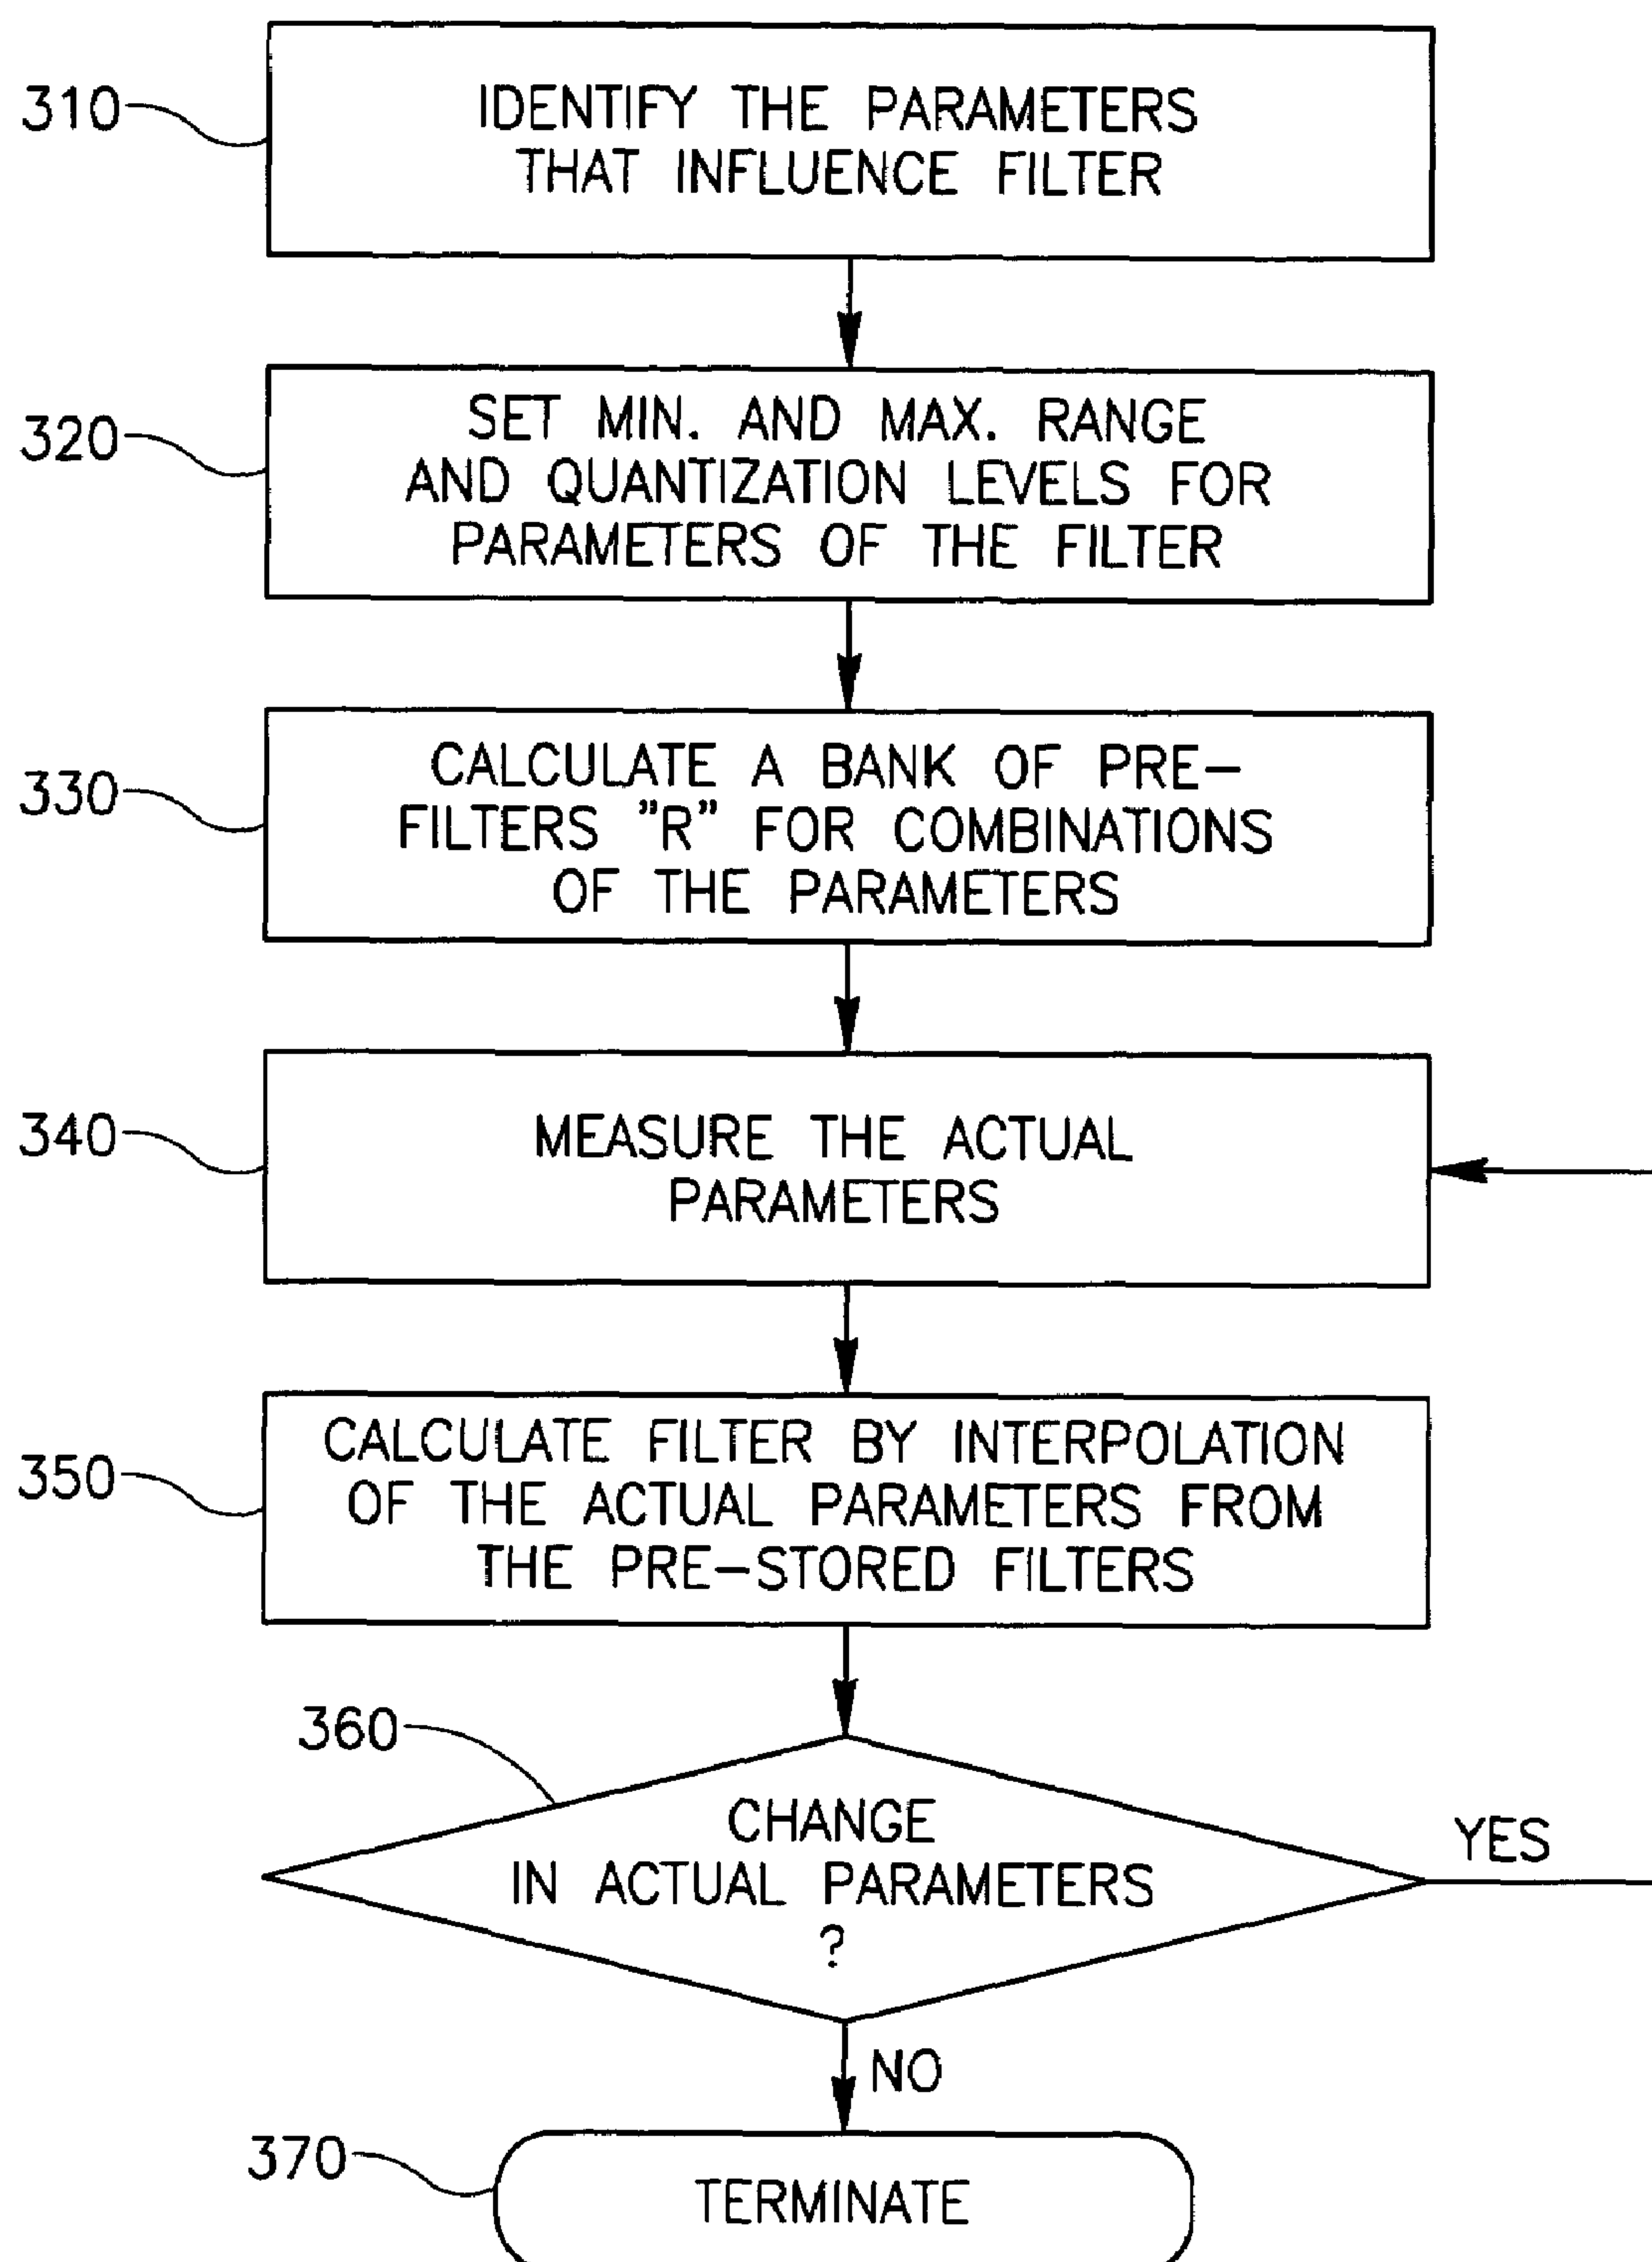 310
IDENTIFY THE PARAMETERS
THAT INFLUENCE FILTER
320
SET MIN. AND MAX. RANGE
AND QUANTIZATION LEVELS FOR
PARAMETERS OF THE FILTER
330
CALCULATE A BANK OF PRE-
FILTERS "R" FOR COMBINATIONS
OF THE PARAMETERS
340
MEASURE THE ACTUAL
PARAMETERS
350
CALCULATE FILTER BY INTERPOLATION
OF THE ACTUAL PARAMETERS FROM
THE PRE-STORED FILTERS
360
CHANGE
IN ACTUAL PARAMETERS
?
YES
NO
370
TERMINATE